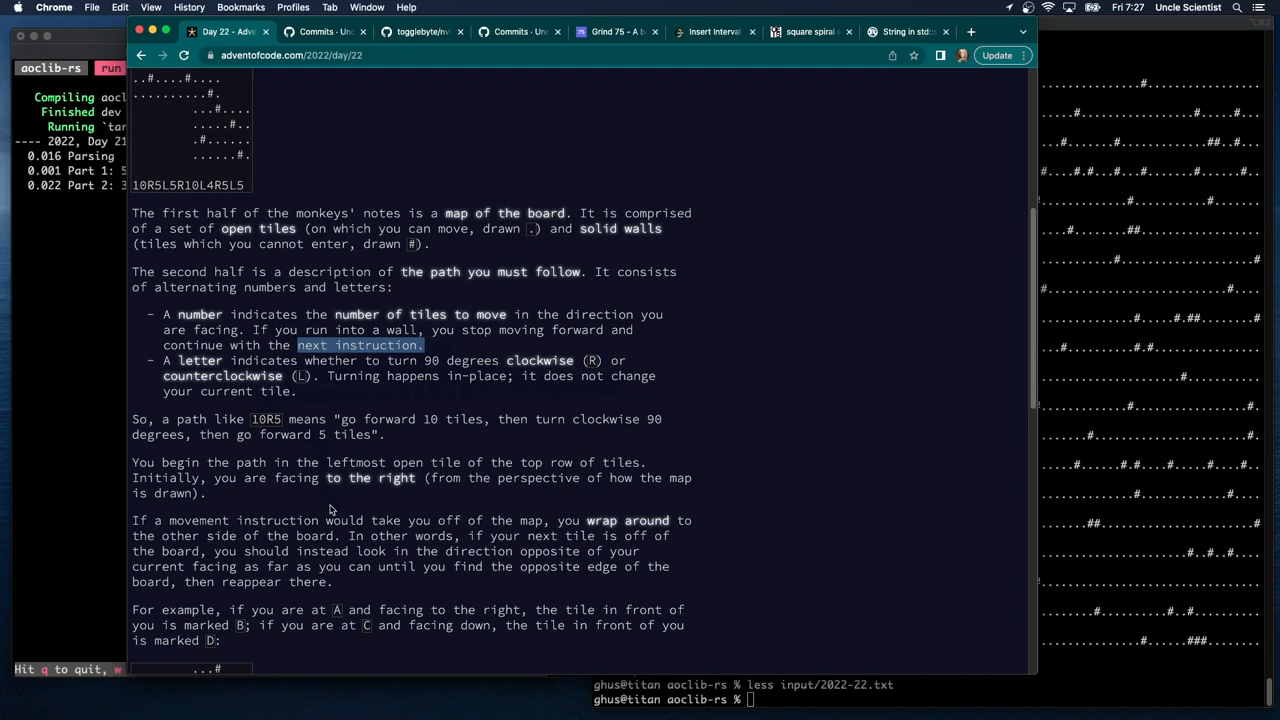 Chrome File Edit View History Bookmarks Profiles Tab Window Help Fri 7:27 Uncle Scientist
Day 22 - Adve Commits · Unc togglebyte/nvi Commits · Unc Grind 75 - A b Insert Interval square spiral String in std::s
adventofcode.com/2022/day/22 Update
aoclib-rs run
Compiling aocl
Finished dev
Running `tar
---- 2022, Day 21
0.016 Parsing
0.001 Part 1: 5
0.022 Part 2: 3
Hit q to quit, w
..#....#....
..........#.
...#....
.....#..
.#......
......#.
10R5L5R10L4R5L5
The first half of the monkeys' notes is a map of the board. It is comprised
of a set of open tiles (on which you can move, drawn .) and solid walls
(tiles which you cannot enter, drawn #).
The second half is a description of the path you must follow. It consists
of alternating numbers and letters:
- A number indicates the number of tiles to move in the direction you
are facing. If you run into a wall, you stop moving forward and
continue with the next instruction.
- A letter indicates whether to turn 90 degrees clockwise (R) or
counterclockwise (L). Turning happens in-place; it does not change
your current tile.
So, a path like 10R5 means "go forward 10 tiles, then turn clockwise 90
degrees, then go forward 5 tiles".
You begin the path in the leftmost open tile of the top row of tiles.
Initially, you are facing to the right (from the perspective of how the map
is drawn).
If a movement instruction would take you off of the map, you wrap around to
the other side of the board. In other words, if your next tile is off of
the board, you should instead look in the direction opposite of your
current facing as far as you can until you find the opposite edge of the
board, then reappear there.
For example, if you are at A and facing to the right, the tile in front of
you is marked B; if you are at C and facing down, the tile in front of you
is marked D:
...#
ghus@titan aoclib-rs % less input/2022-22.txt
ghus@titan aoclib-rs %